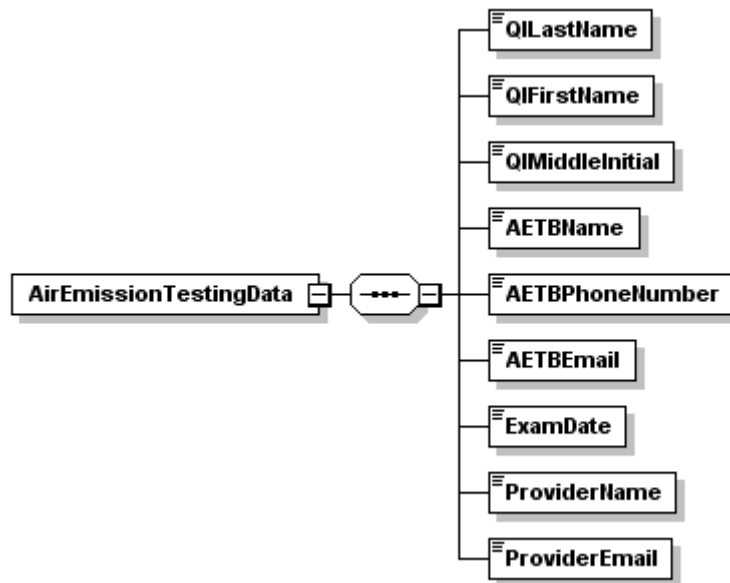 QILastName
QIFirstName
QIMiddleInitial
AETBName
AirEmissionTestingData
AETBPhoneNumber
AETBEmail
ExamDate
ProviderName
ProviderEmail